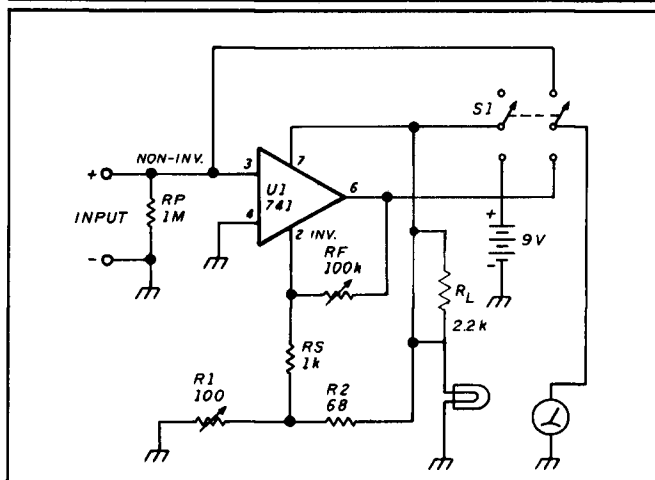 S1
NON-INV.
+
3
7
U1
741
6
4
2 INV.
INPUT
RP
1M
-
RF
100k
+
9V
-
RL
2.2k
RS
1k
R1
100
R2
68